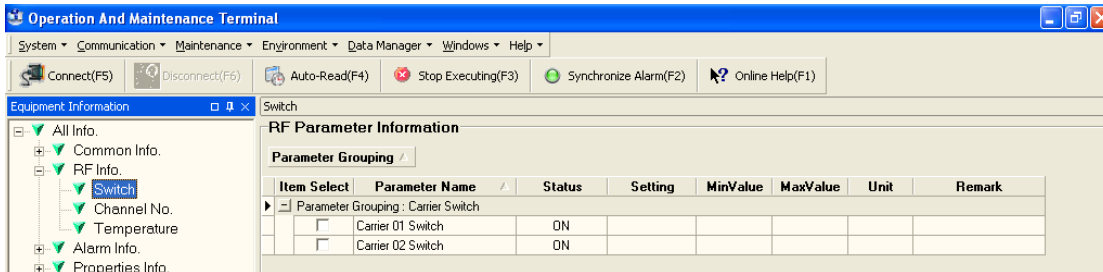 Operation And Maintenance Terminal
System Communication Maintenance Environment Data Manager Windows Help
Connect(F5) Disconnect(F6) Auto-Read(F4) Stop Executing(F3) Synchronize Alarm(F2) Online Help(F1)
Equipment Information
Switch
All Info.
Common Info.
RF Info.
Switch
Channel No.
Temperature
Alarm Info.
Properties Info.
RF Parameter Information
Parameter Grouping
Item Select Parameter Name Status Setting MinValue MaxValue Unit Remark
Parameter Grouping : Carrier Switch
Carrier 01 Switch ON
Carrier 02 Switch ON